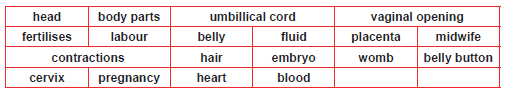 head body parts umbillical cord vaginal opening
fertilises labour belly fluid placenta midwife
contractions hair embryo womb belly button
cervix pregnancy heart blood